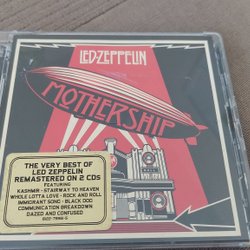 LED ZEPPELIN
MOTHERSHIP
THE VERY BEST OF
LED ZEPPELIN
REMASTERED ON 2 CDS
FEATURING
KASHMIR • STAIRWAY TO HEAVEN
WHOLE LOTTA LOVE • ROCK AND ROLL
IMMIGRANT SONG • BLACK DOG
COMMUNICATION BREAKDOWN
DAZED AND CONFUSED